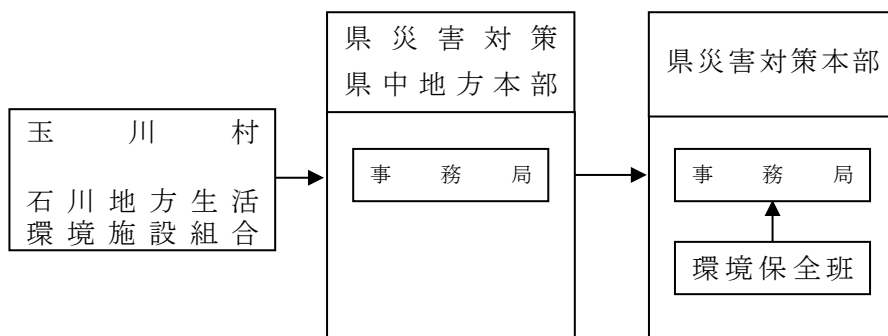 玉川村
石川地方生活
環境施設組合
県災害対策
県中地方本部
事務局
県災害対策本部
事務局
環境保全班